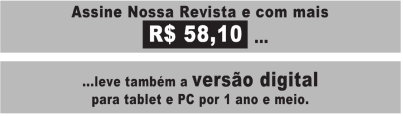 Assine Nossa Revista e com mais
R$ 58,10 ...
...leve também a versão digital
para tablet e PC por 1 ano e meio.